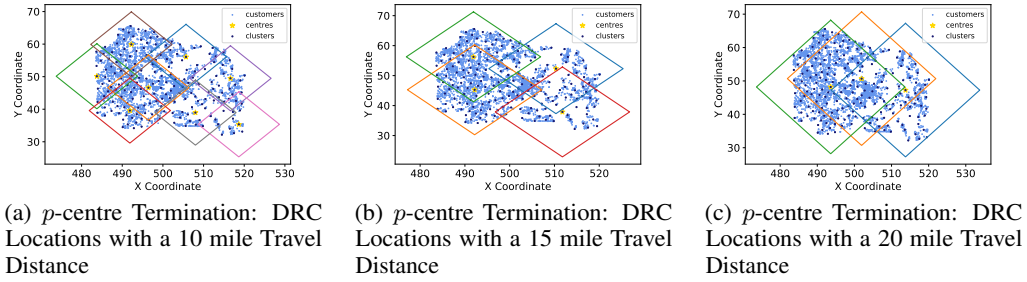 70
60
50
40
30
Y Coordinate
480
490
500
510
520
530
X Coordinate
customers
centres
clusters
(a) p-centre Termination: DRC
Locations with a 10 mile Travel
Distance
70
60
50
40
30
Y Coordinate
480
490
500
510
520
X Coordinate
customers
centres
clusters
(b) p-centre Termination: DRC
Locations with a 15 mile Travel
Distance
70
60
50
40
30
Y Coordinate
480
490
500
510
520
530
X Coordinate
customers
centres
clusters
(c) p-centre Termination: DRC
Locations with a 20 mile Travel
Distance